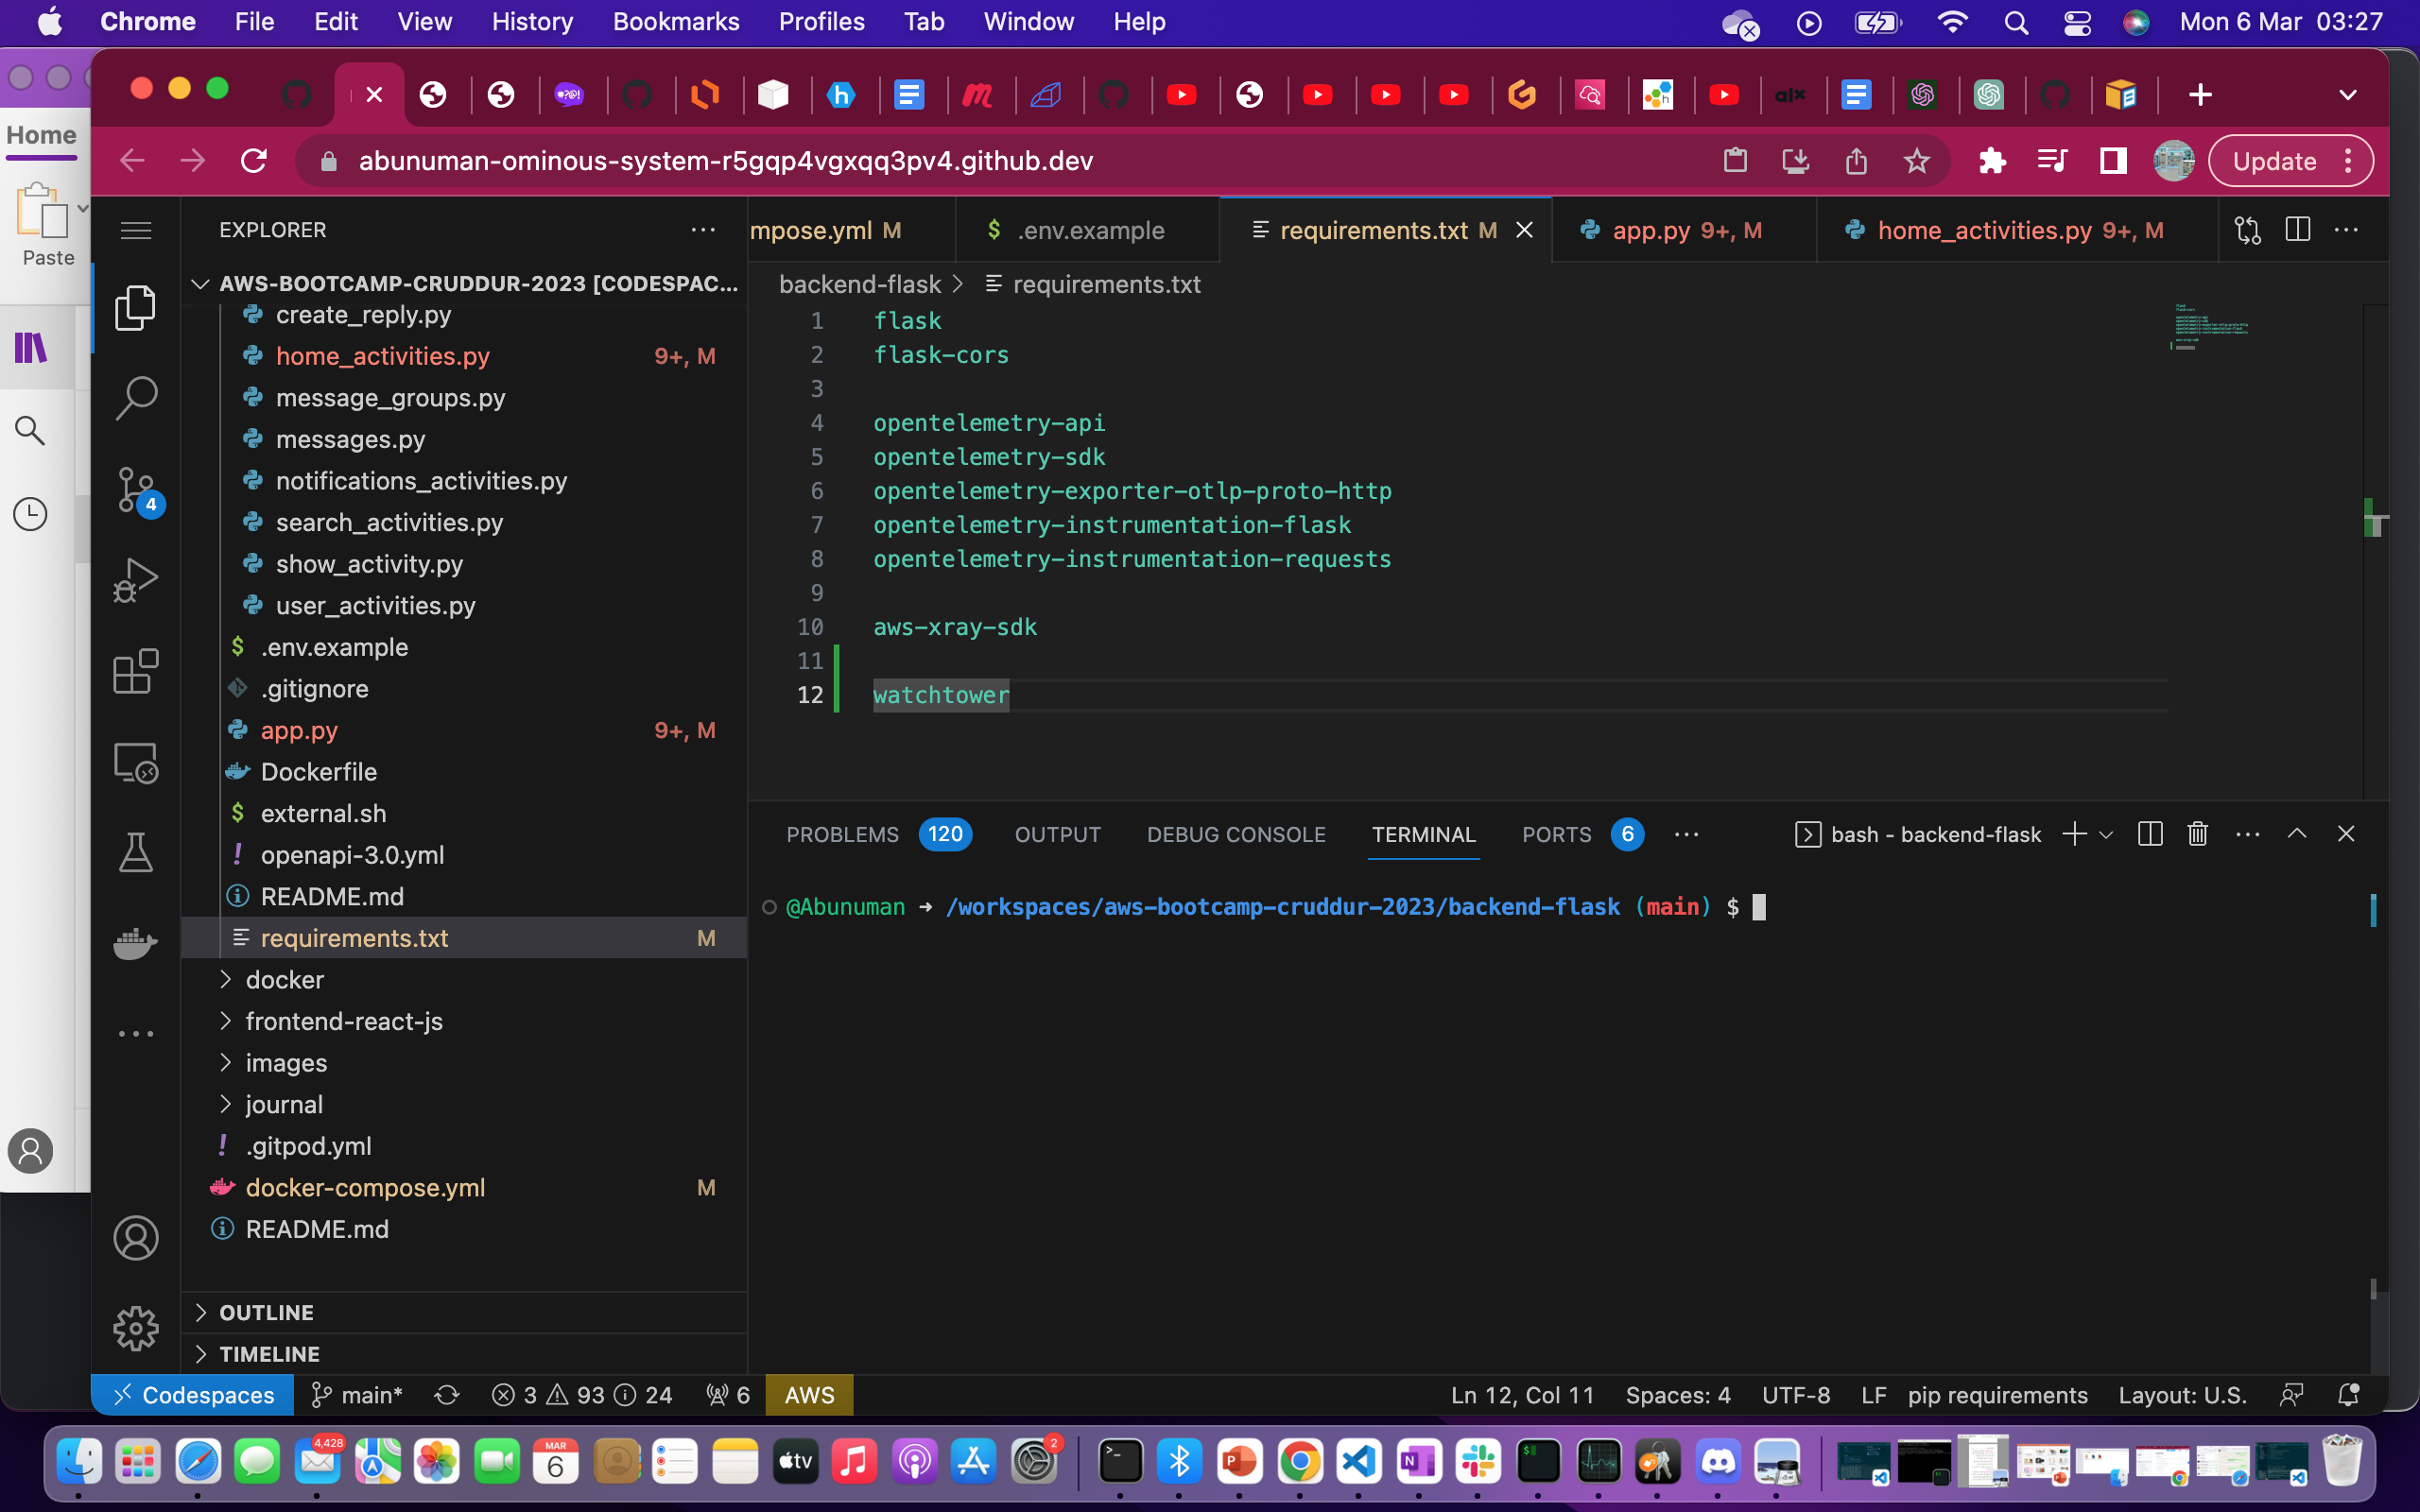 Chrome File Edit View History Bookmarks Profiles Tab Window Help Mon 6 Mar 03:27
#?@! h m alx
abunuman-ominous-system-r5gqp4vgxqq3pv4.github.dev Update
Home
Paste
EXPLORER
AWS-BOOTCAMP-CRUDDUR-2023 [CODESPAC...
create_reply.py
home_activities.py 9+, M
message_groups.py
messages.py
notifications_activities.py
search_activities.py
show_activity.py
user_activities.py
.env.example
.gitignore
app.py 9+, M
Dockerfile
external.sh
openapi-3.0.yml
README.md
requirements.txt M
docker
frontend-react-js
images
journal
.gitpod.yml
docker-compose.yml M
README.md
OUTLINE
TIMELINE
4
mpose.yml M .env.example requirements.txt M app.py 9+, M home_activities.py 9+, M
backend-flask > requirements.txt
1 flask
2 flask-cors
3
4 opentelemetry-api
5 opentelemetry-sdk
6 opentelemetry-exporter-otlp-proto-http
7 opentelemetry-instrumentation-flask
8 opentelemetry-instrumentation-requests
9
10 aws-xray-sdk
11
12 watchtower
PROBLEMS 120 OUTPUT DEBUG CONSOLE TERMINAL PORTS 6 bash - backend-flask
@Abunuman ➜ /workspaces/aws-bootcamp-cruddur-2023/backend-flask (main) $
Codespaces main* 3 93 24 6 AWS Ln 12, Col 11 Spaces: 4 UTF-8 LF pip requirements Layout: U.S.
4,428 MAR 6 tv 2